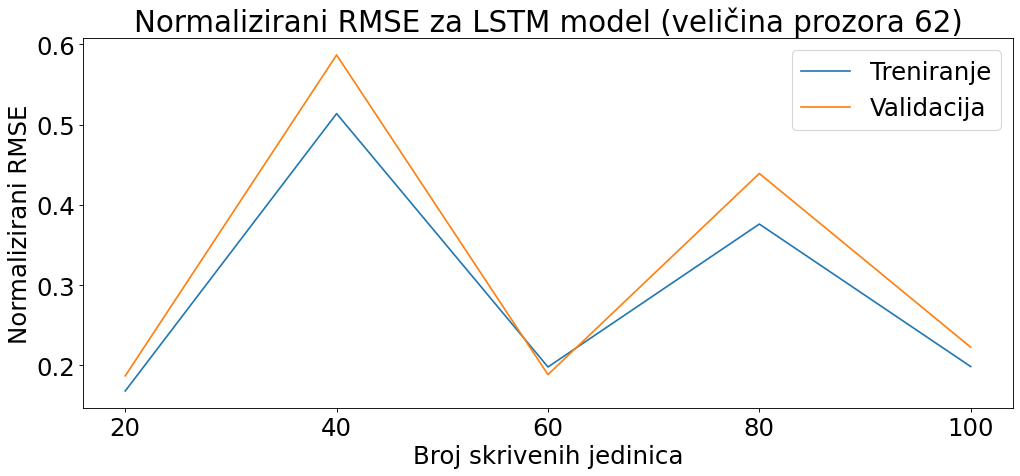 Normalizirani RMSE za LSTM model (veličina prozora 62)
Treniranje
Validacija
Normalizirani RMSE
0.6
0.5
0.4
0.3
0.2
20 40 60 80 100
Broj skrivenih jedinica